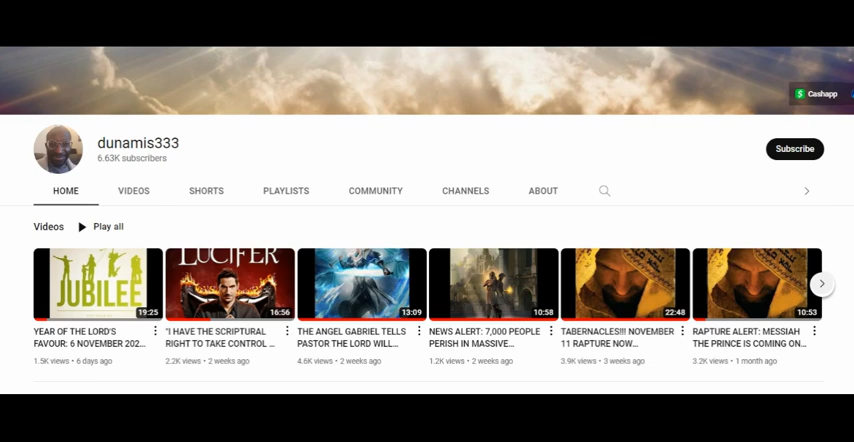 Cashapp
dunamis333
6.63K subscribers
Subscribe
HOME VIDEOS SHORTS PLAYLISTS COMMUNITY CHANNELS ABOUT
Videos Play all
JUBILEE
19:25
LUCIFER
16:56
13:09
10:58
22:48
10:53
YEAR OF THE LORD'S
FAVOUR: 6 NOVEMBER 202...
1.5K views • 6 days ago
"I HAVE THE SCRIPTURAL
RIGHT TO TAKE CONTROL ...
2.2K views • 2 weeks ago
THE ANGEL GABRIEL TELLS
PASTOR THE LORD WILL...
4.6K views • 2 weeks ago
NEWS ALERT: 7,000 PEOPLE
PERISH IN MASSIVE...
1.2K views • 2 weeks ago
TABERNACLES!!! NOVEMBER
11 RAPTURE NOW...
3.9K views • 3 weeks ago
RAPTURE ALERT: MESSIAH
THE PRINCE IS COMING ON...
3.2K views • 1 month ago